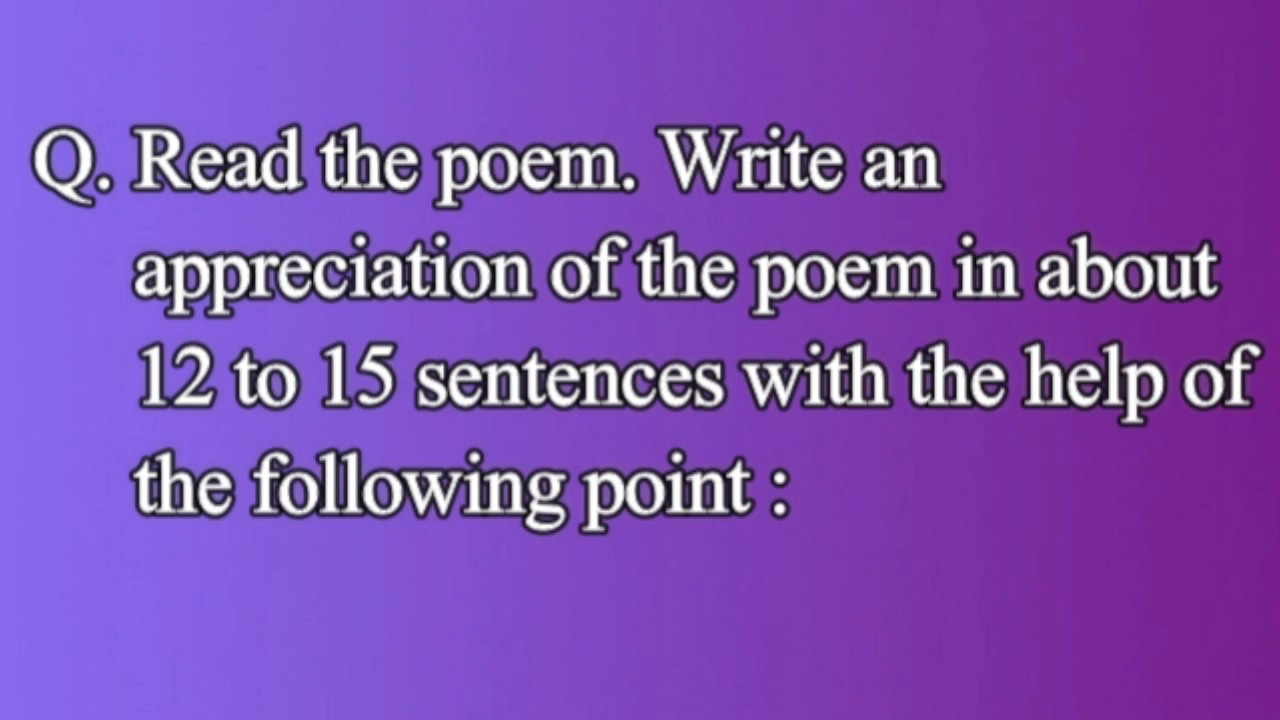 Q. Read the poem. Write an
appreciation of the poem in about
12 to 15 sentences with the help of
the following point :